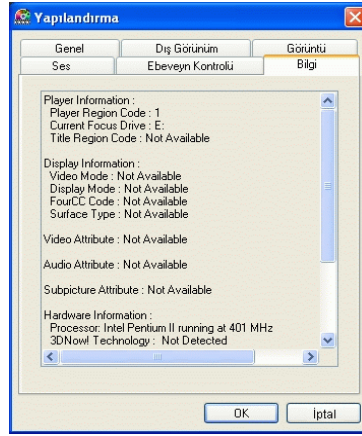 Yapılandırma
Genel
Dış Görünüm
Görüntü
Ses
Ebeveyn Kontrolü
Bilgi
Player Information :
Player Region Code : 1
Current Focus Drive : E:
Title Region Code : Not Available
Display Information :
Video Mode : Not Available
Display Mode : Not Available
FourCC Code : Not Available
Surface Type : Not Available
Video Attribute : Not Available
Audio Attribute : Not Available
Subpicture Attribute : Not Available
Hardware Information :
Processor: Intel Pentium II running at 401 MHz
3DNow! Technology : Not Detected
OK
İptal